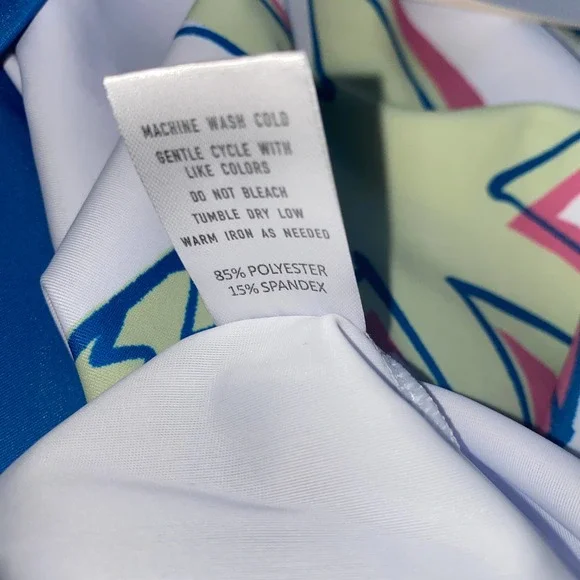 MACHINE WASH COLD
GENTLE CYCLE WITH
LIKE COLORS
DO NOT BLEACH
TUMBLE DRY LOW
WARM IRON AS NEEDED
85% POLYESTER
15% SPANDEX